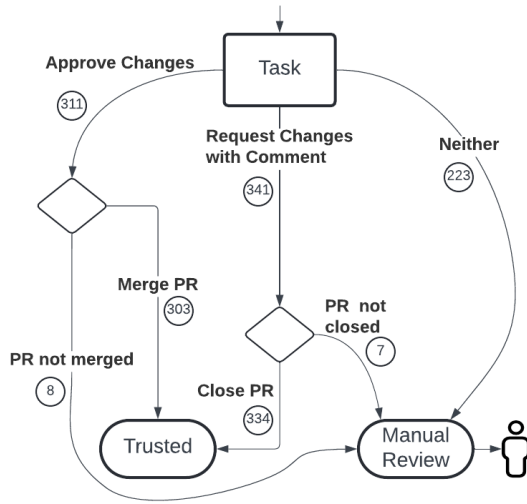 Task
Approve Changes
311
Request Changes
with Comment
341
Neither
223
Merge PR
303
PR not merged
8
PR not
closed
7
Close PR
334
Trusted
Manual
Review